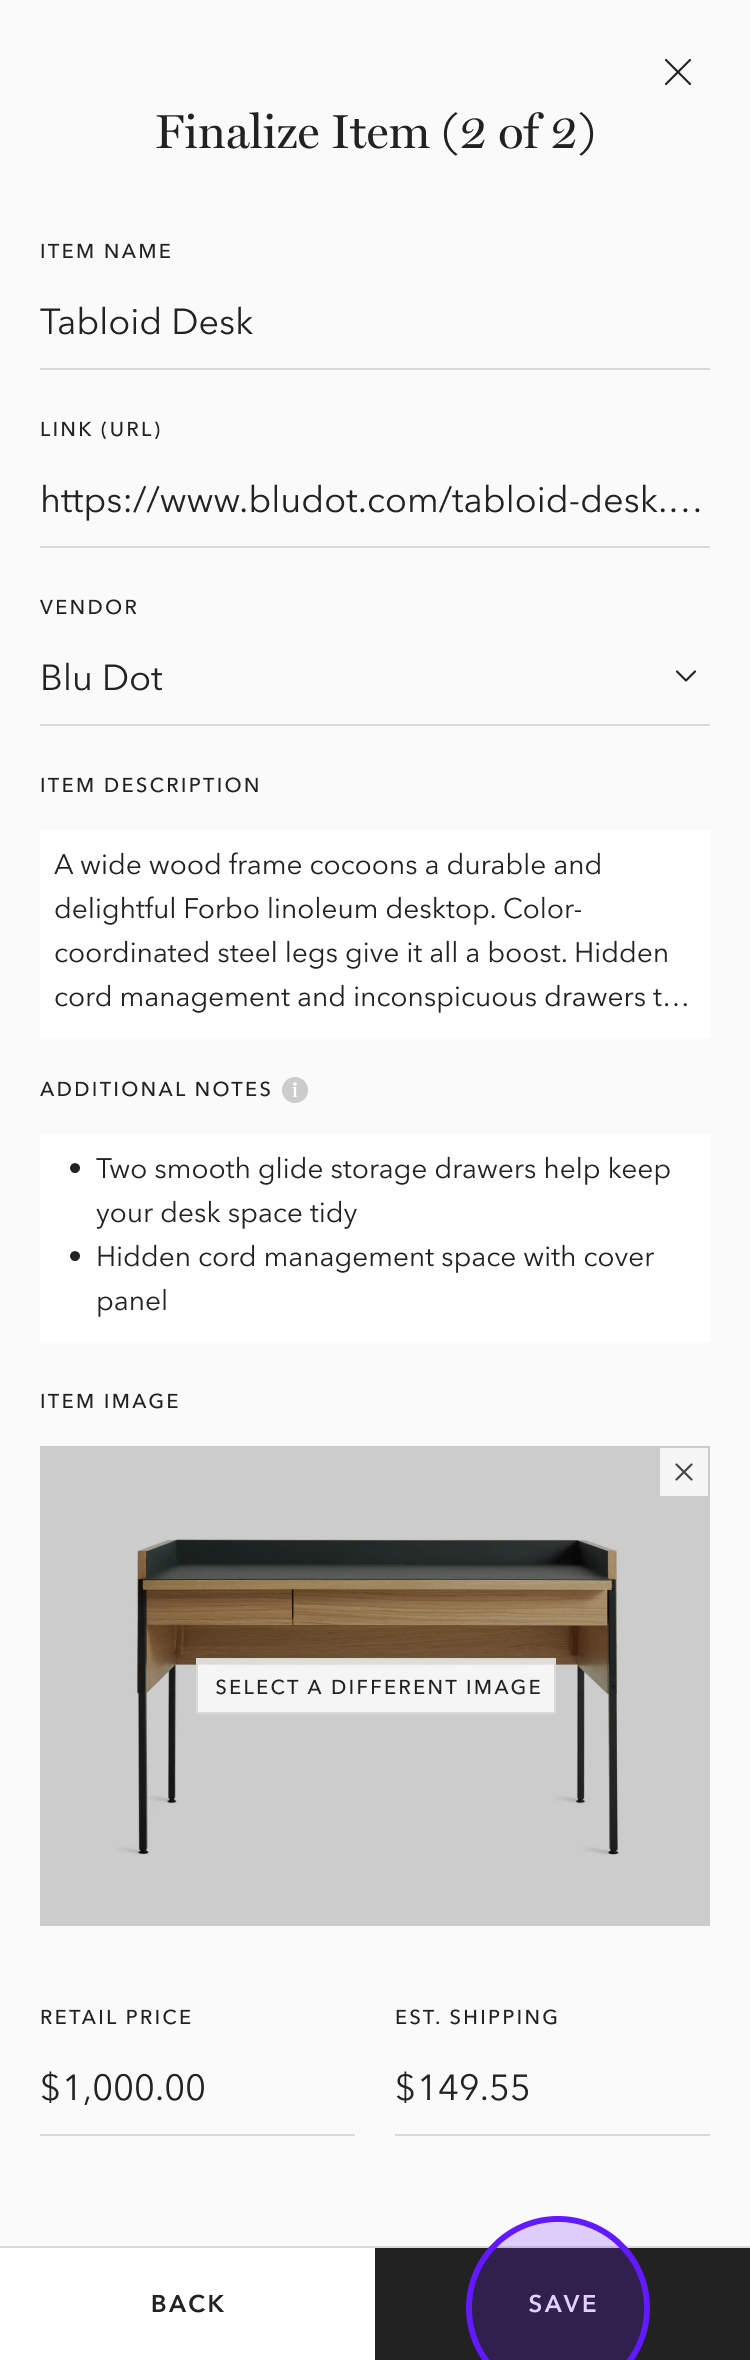 Finalize Item (2 of 2)
ITEM NAME
Tabloid Desk
LINK (URL)
https://www.bludot.com/tabloid-desk....
VENDOR
Blu Dot
ITEM DESCRIPTION
A wide wood frame cocoons a durable and
delightful Forbo linoleum desktop. Color-
coordinated steel legs give it all a boost. Hidden
cord management and inconspicuous drawers t...
ADDITIONAL NOTES i
• Two smooth glide storage drawers help keep
your desk space tidy
• Hidden cord management space with cover
panel
ITEM IMAGE
SELECT A DIFFERENT IMAGE
RETAIL PRICE EST. SHIPPING
$1,000.00 $149.55
BACK SAVE